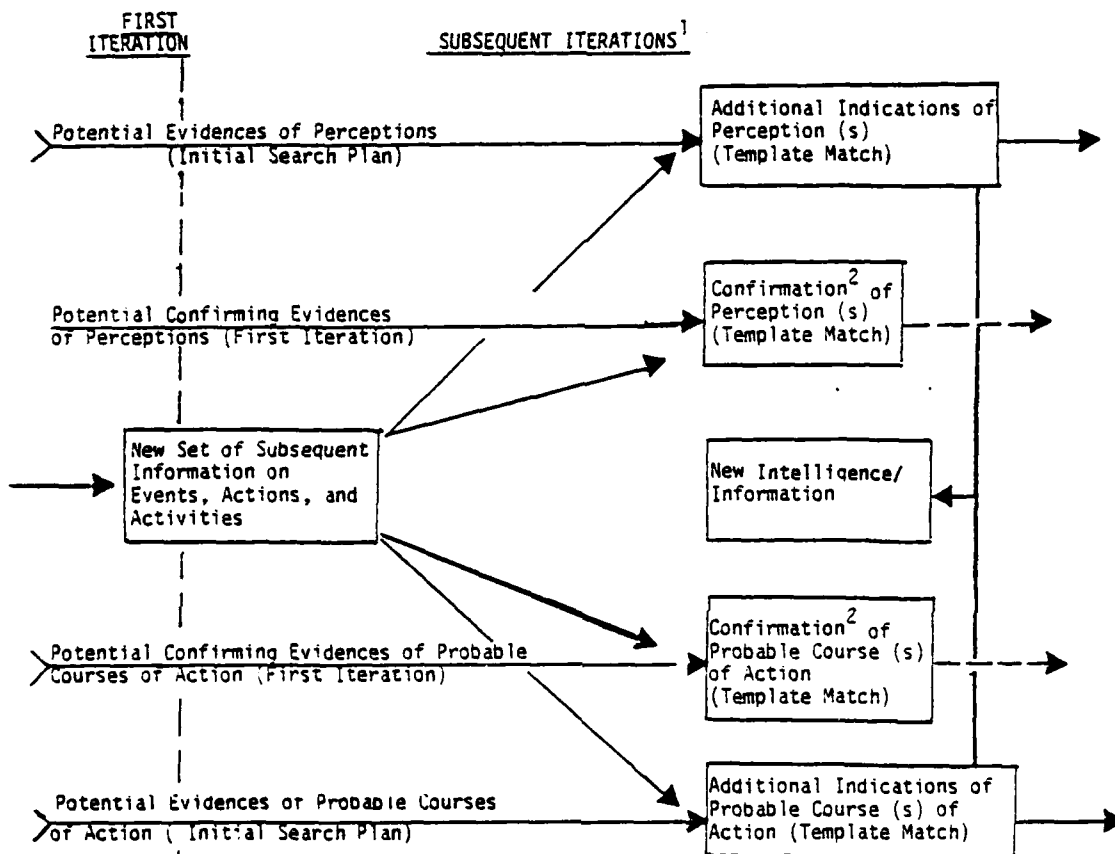 FIRST
ITERATION
SUBSEQUENT ITERATIONS1
Potential Evidences of Perceptions
(Initial Search Plan)
Additional Indications of
Perception (s)
(Template Match)
Potential Confirming Evidences
of Perceptions (First Iteration)
Confirmation2 of
Perception (s)
(Template Match)
New Set of Subsequent
Information on
Events, Actions, and
Activities
New Intelligence/
Information
Potential Confirming Evidences of Probable
Courses of Action (First Iteration)
Confirmation2 of
Probable Course (s)
of Action
(Template Match)
Potential Evidences of Probable Courses
of Action ( Initial Search Plan)
Additional Indications of
Probable Course (s) of
Action (Template Match)